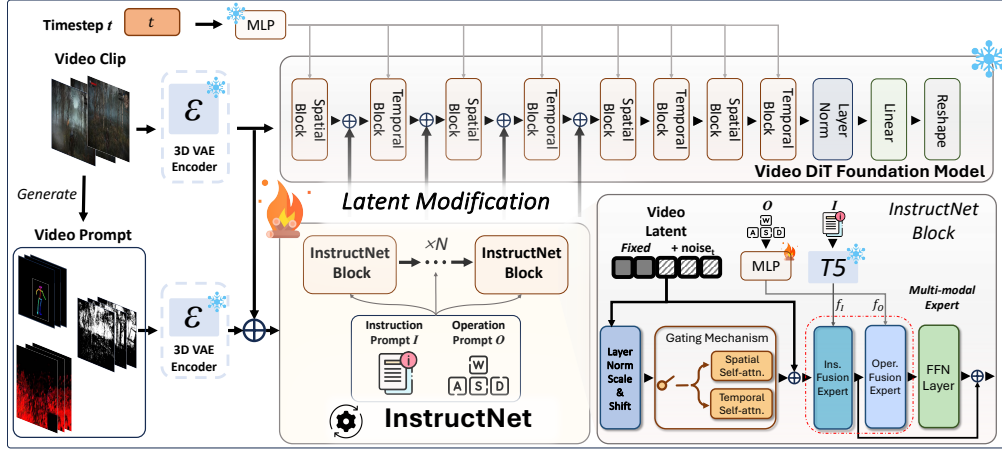 Timestep t
t
MLP
Video Clip
ε
3D VAE
Encoder
Generate
Video Prompt
ε
3D VAE
Encoder
Spatial
Block
Temporal
Block
Spatial
Block
Temporal
Block
Spatial
Block
Temporal
Block
Spatial
Block
Temporal
Block
Layer
Norm
Linear
Reshape
Video DiT Foundation Model
Latent Modification
InstructNet
Block
×N
InstructNet
Block
Instruction
Prompt I
Operation
Prompt O
W
A S D
InstructNet
InstructNet
Block
Video
Latent
Fixed
+ noise
O
W
A S D
MLP
I
T5
Multi-modal
Expert
f_I
f_O
Layer
Norm
Scale
&
Shift
Gating Mechanism
Spatial
Self-attn.
Temporal
Self-attn.
Ins.
Fusion
Expert
Oper.
Fusion
Expert
FFN
Layer